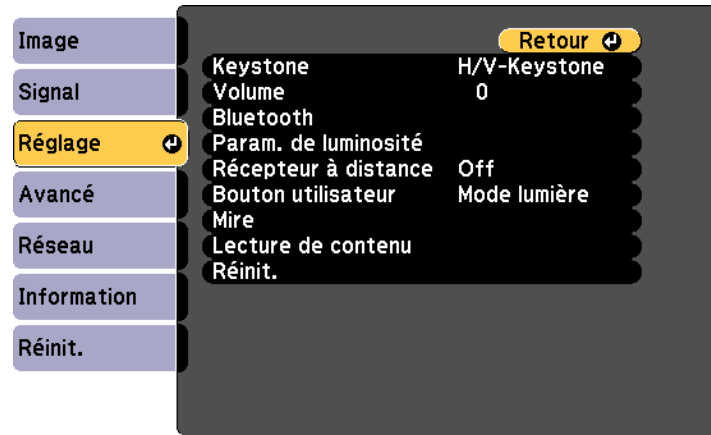 Image
Signal
Réglage
Avancé
Réseau
Information
Réinit.
Retour
Keystone H/V-Keystone
Volume 0
Bluetooth
Param. de luminosité
Récepteur à distance Off
Bouton utilisateur Mode lumière
Mire
Lecture de contenu
Réinit.